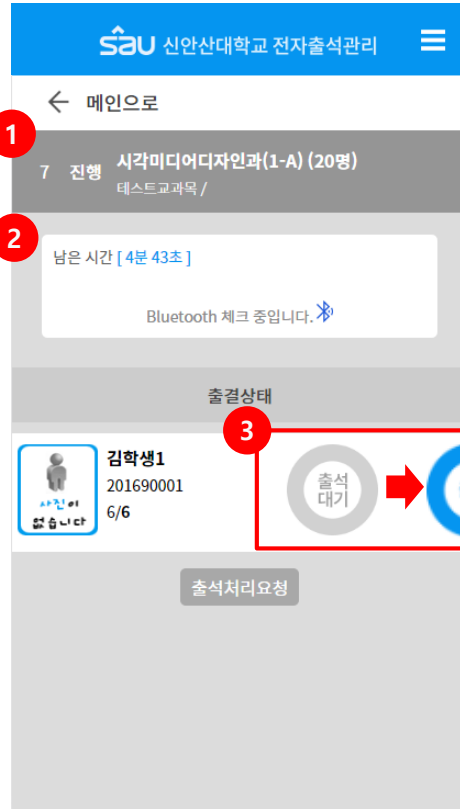 sau 신안산대학교 전자출석관리
메인으로
1
7 진행 시각미디어디자인과(1-A) (20명)
테스트교과목 /
2
남은 시간 [ 4분 43초 ]
Bluetooth 체크 중입니다.
출결상태
3
김학생1
201690001
6/6
사진이
없습니다
출석
대기
출석처리요청